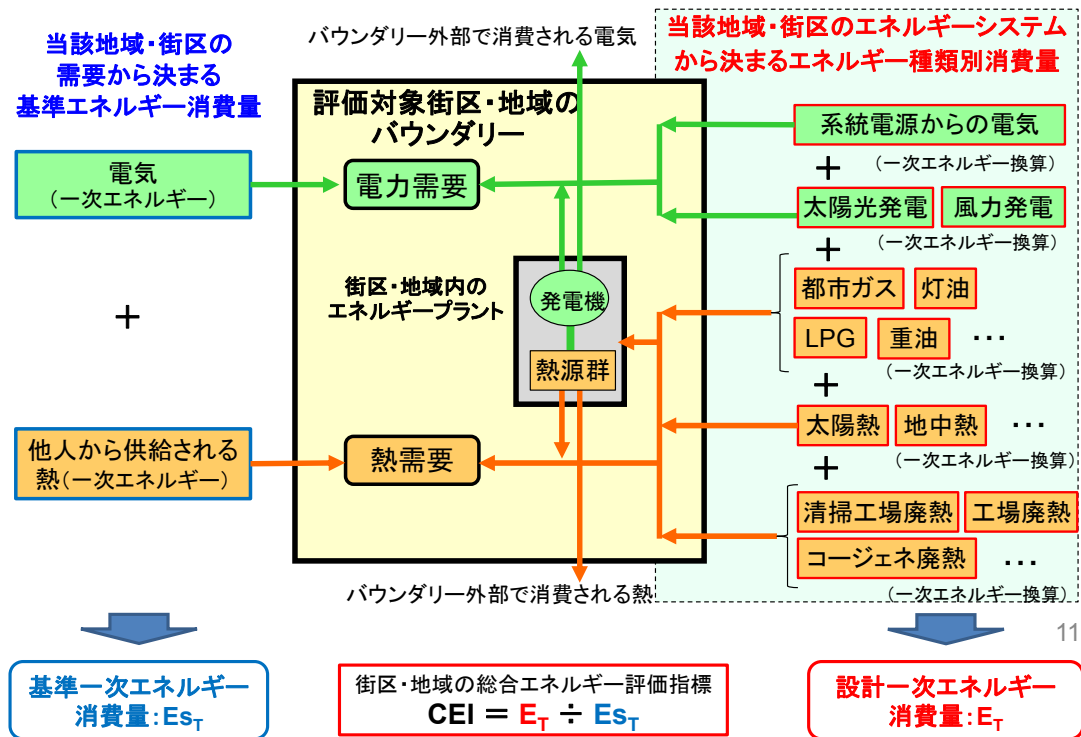 当該地域・街区の
需要から決まる
基準エネルギー消費量
電気
(一次エネルギー)
+
他人から供給される
熱(一次エネルギー)
基準一次エネルギー
消費量:EsT
バウンダリー外部で消費される電気
評価対象街区・地域の
バウンダリー
電力需要
街区・地域内の
エネルギープラント
発電機
熱源群
熱需要
バウンダリー外部で消費される熱
街区・地域の総合エネルギー評価指標
CEI = ET ÷ EsT
当該地域・街区のエネルギーシステム
から決まるエネルギー種類別消費量
系統電源からの電気
+ (一次エネルギー換算)
太陽光発電 風力発電
+ (一次エネルギー換算)
都市ガス 灯油
LPG 重油 ・・・
(一次エネルギー換算)
+
太陽熱 地中熱 ・・・
+ (一次エネルギー換算)
清掃工場廃熱 工場廃熱
コージェネ廃熱 ・・・
(一次エネルギー換算)
11
設計一次エネルギー
消費量:ET